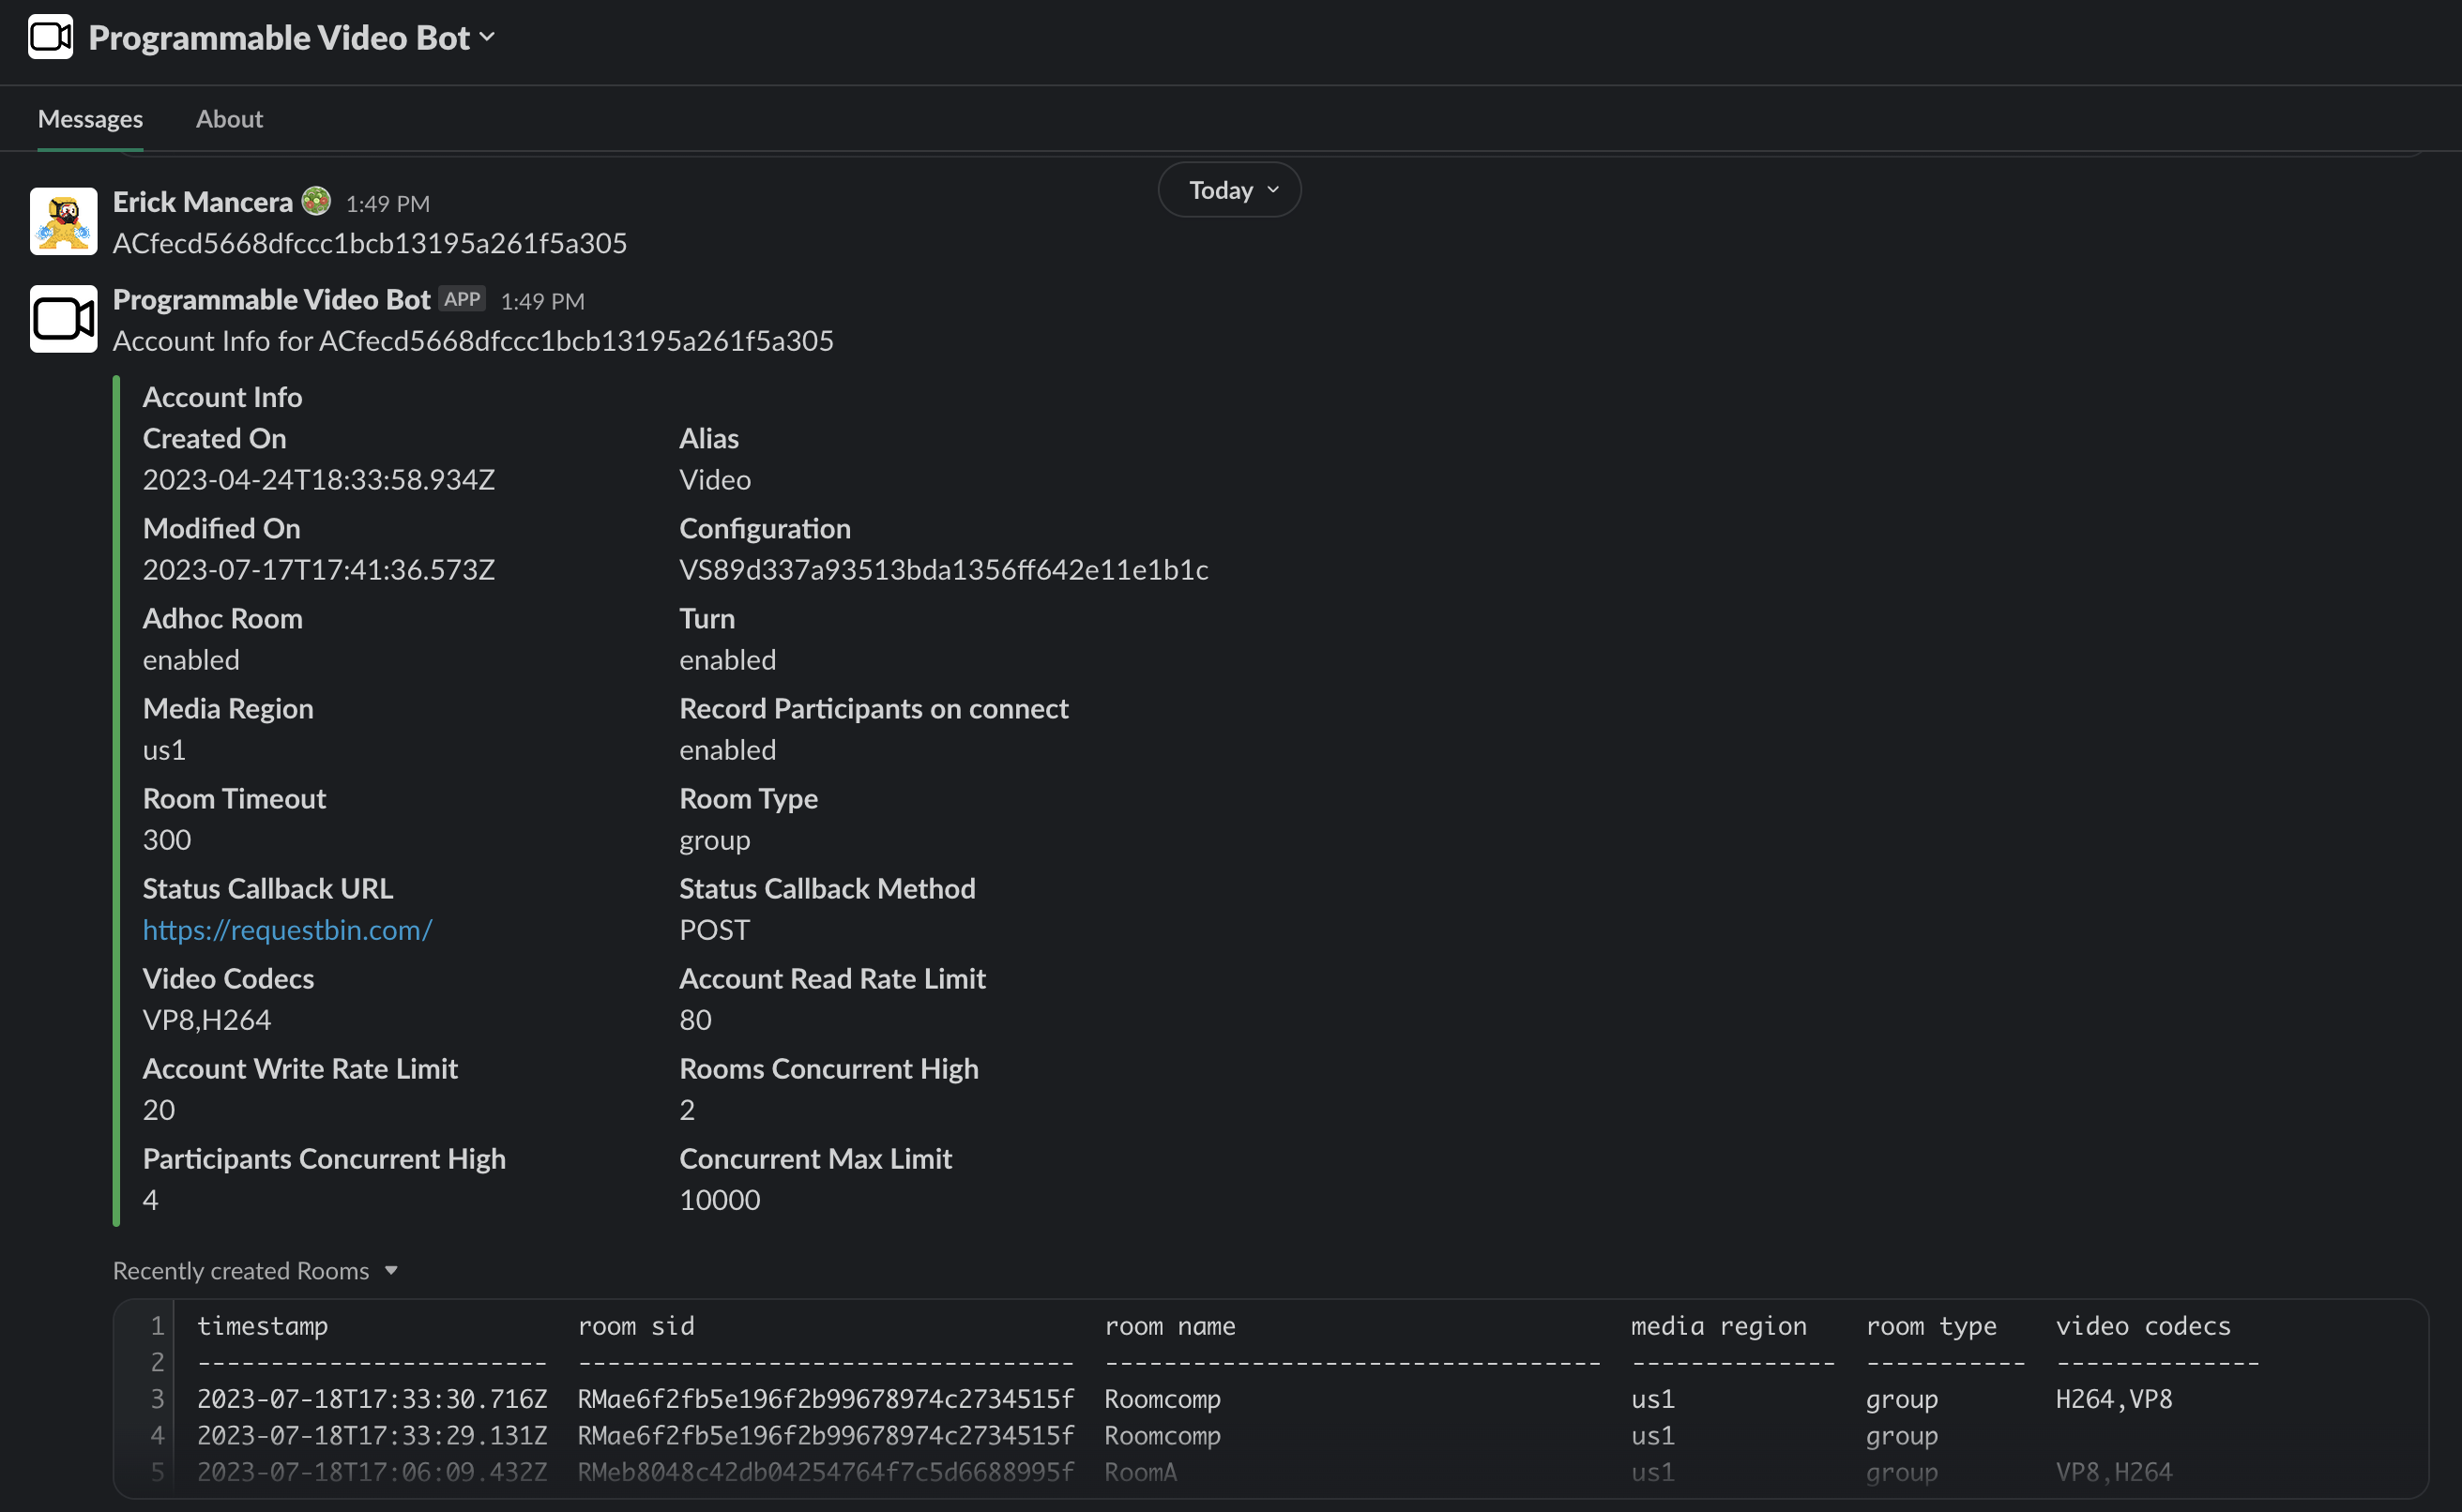 Programmable Video Bot
Messages About
Today
Erick Mancera 1:49 PM
ACfecd5668dfccc1bcb13195a261f5a305
Programmable Video Bot APP 1:49 PM
Account Info for ACfecd5668dfccc1bcb13195a261f5a305
Account Info
Created On Alias
2023-04-24T18:33:58.934Z Video
Modified On Configuration
2023-07-17T17:41:36.573Z VS89d337a93513bda1356ff642e11e1b1c
Adhoc Room Turn
enabled enabled
Media Region Record Participants on connect
us1 enabled
Room Timeout Room Type
300 group
Status Callback URL Status Callback Method
https://requestbin.com/ POST
Video Codecs Account Read Rate Limit
VP8,H264 80
Account Write Rate Limit Rooms Concurrent High
20 2
Participants Concurrent High Concurrent Max Limit
4 10000
Recently created Rooms
1 timestamp room sid room name media region room type video codecs
2 ------------------------ ---------------------------------- ---------------------------------- -------------- ----------- --------------
3 2023-07-18T17:33:30.716Z RMae6f2fb5e196f2b99678974c2734515f Roomcomp us1 group H264,VP8
4 2023-07-18T17:33:29.131Z RMae6f2fb5e196f2b99678974c2734515f Roomcomp us1 group
5 2023-07-18T17:06:09.432Z RMeb8048c42db04254764f7c5d6688995f RoomA us1 group VP8,H264